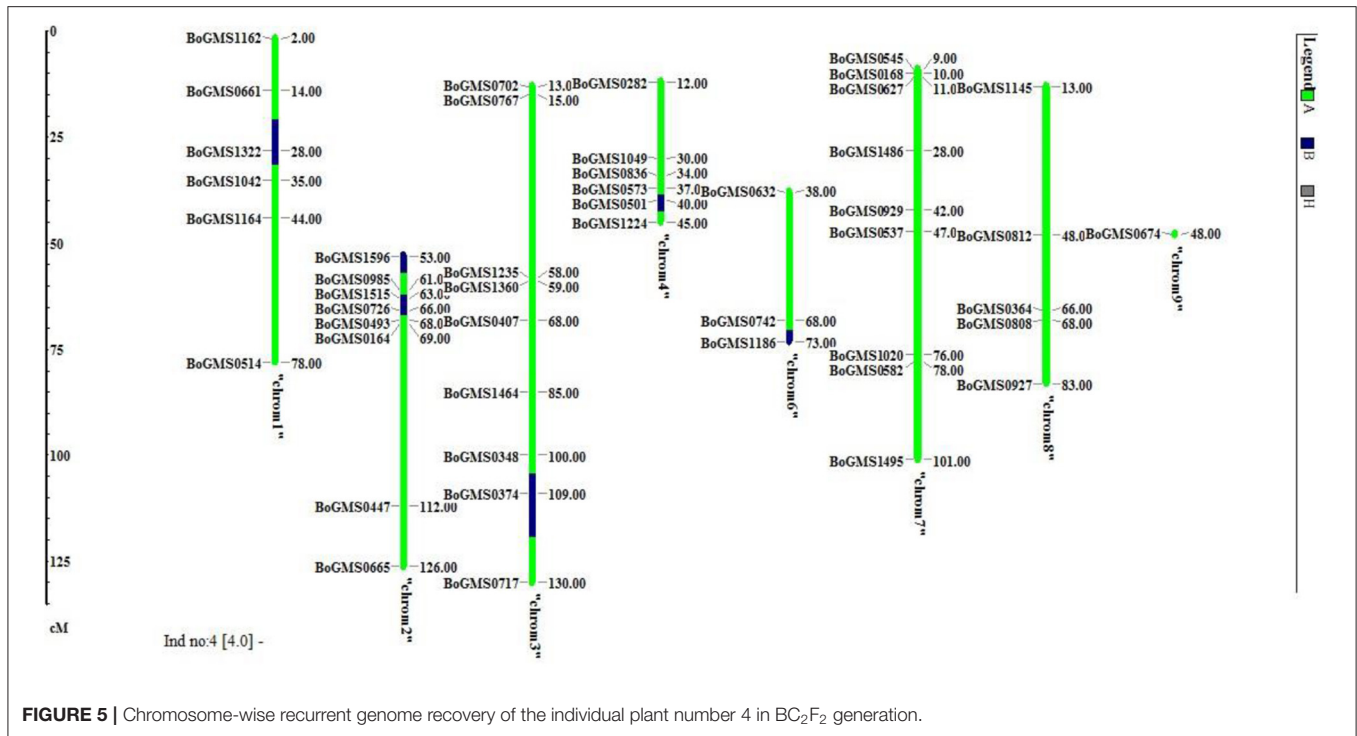 0
25
50
75
100
125
cM
BoGMS1162 2.00
BoGMS0661 14.00
BoGMS1322 28.00
BoGMS1042 35.00
BoGMS1164 44.00
BoGMS0514 78.00
"chrom1"
BoGMS1596 53.00
BoGMS0985 61.0
BoGMS1515 63.0
BoGMS0726 66.00
BoGMS0493 68.0
BoGMS0164 69.00
BoGMS0447 112.00
BoGMS0665 126.00
"chrom2"
BoGMS0702 13.0
BoGMS0767 15.00
BoGMS1235 58.00
BoGMS1360 59.00
BoGMS0407 68.00
BoGMS1464 85.00
BoGMS0348 100.00
BoGMS0374 109.00
BoGMS0717 130.00
"chrom3"
BoGMS0282 12.00
BoGMS1049 30.00
BoGMS0836 34.00
BoGMS0573 37.0
BoGMS0501 40.00
BoGMS1224 45.00
"chrom4"
BoGMS0632 38.00
BoGMS0742 68.00
BoGMS1186 73.00
"chrom6"
BoGMS0545 9.00
BoGMS0168 10.00
BoGMS0627 11.0
BoGMS1486 28.00
BoGMS0929 42.00
BoGMS0537 47.0
BoGMS1020 76.00
BoGMS0582 78.00
BoGMS1495 101.00
"chrom7"
BoGMS1145 13.00
BoGMS0812 48.0
BoGMS0364 66.00
BoGMS0808 68.00
BoGMS0927 83.00
"chrom8"
BoGMS0674 48.00
"chrom9"
Legend
A
B
H
Ind no:4 [4.0] -
FIGURE 5 | Chromosome-wise recurrent genome recovery of the individual plant number 4 in BC₂F₂ generation.